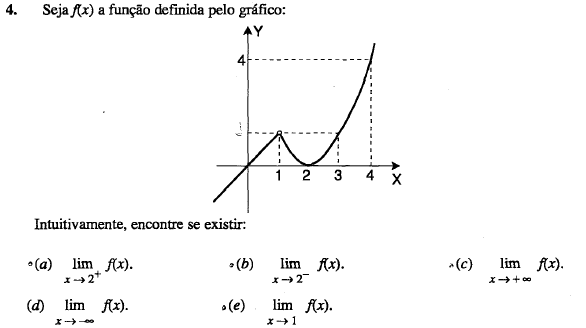 4. Seja f(x) a função definida pelo gráfico:
Y
4
1 2 3 4 X
Intuitivamente, encontre se existir:
(a) lim x→2⁺ f(x). (b) lim x→2⁻ f(x). (c) lim x→+∞ f(x).
(d) lim x→-∞ f(x). (e) lim x→1 f(x).